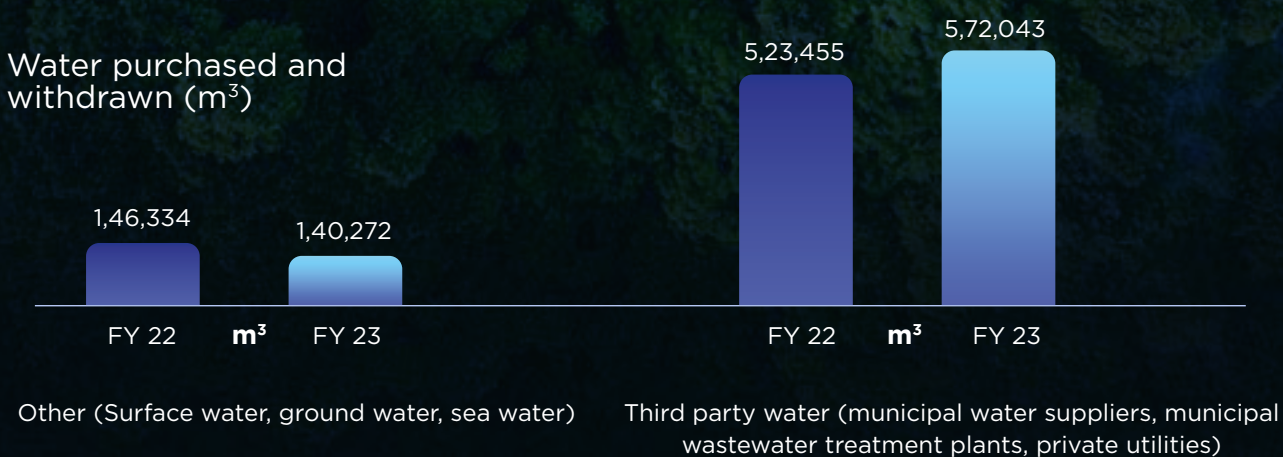 Water purchased and
withdrawn (m³)
1,46,334
1,40,272
FY 22 m³ FY 23
Other (Surface water, ground water, sea water)
5,23,455
5,72,043
FY 22 m³ FY 23
Third party water (municipal water suppliers, municipal
wastewater treatment plants, private utilities)